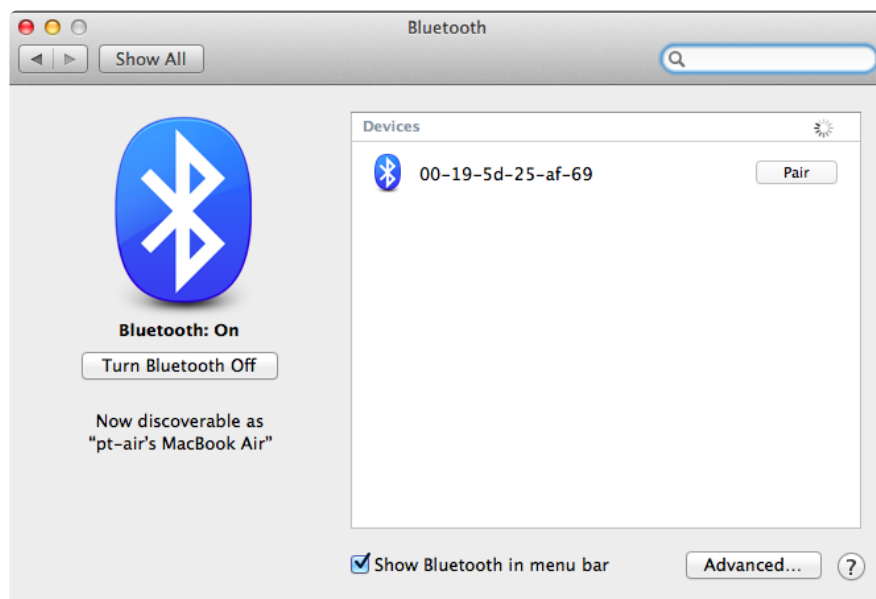 Bluetooth
Show All
Devices
00-19-5d-25-af-69
Pair
Bluetooth: On
Turn Bluetooth Off
Now discoverable as
“pt-air’s MacBook Air”
Show Bluetooth in menu bar
Advanced...
?